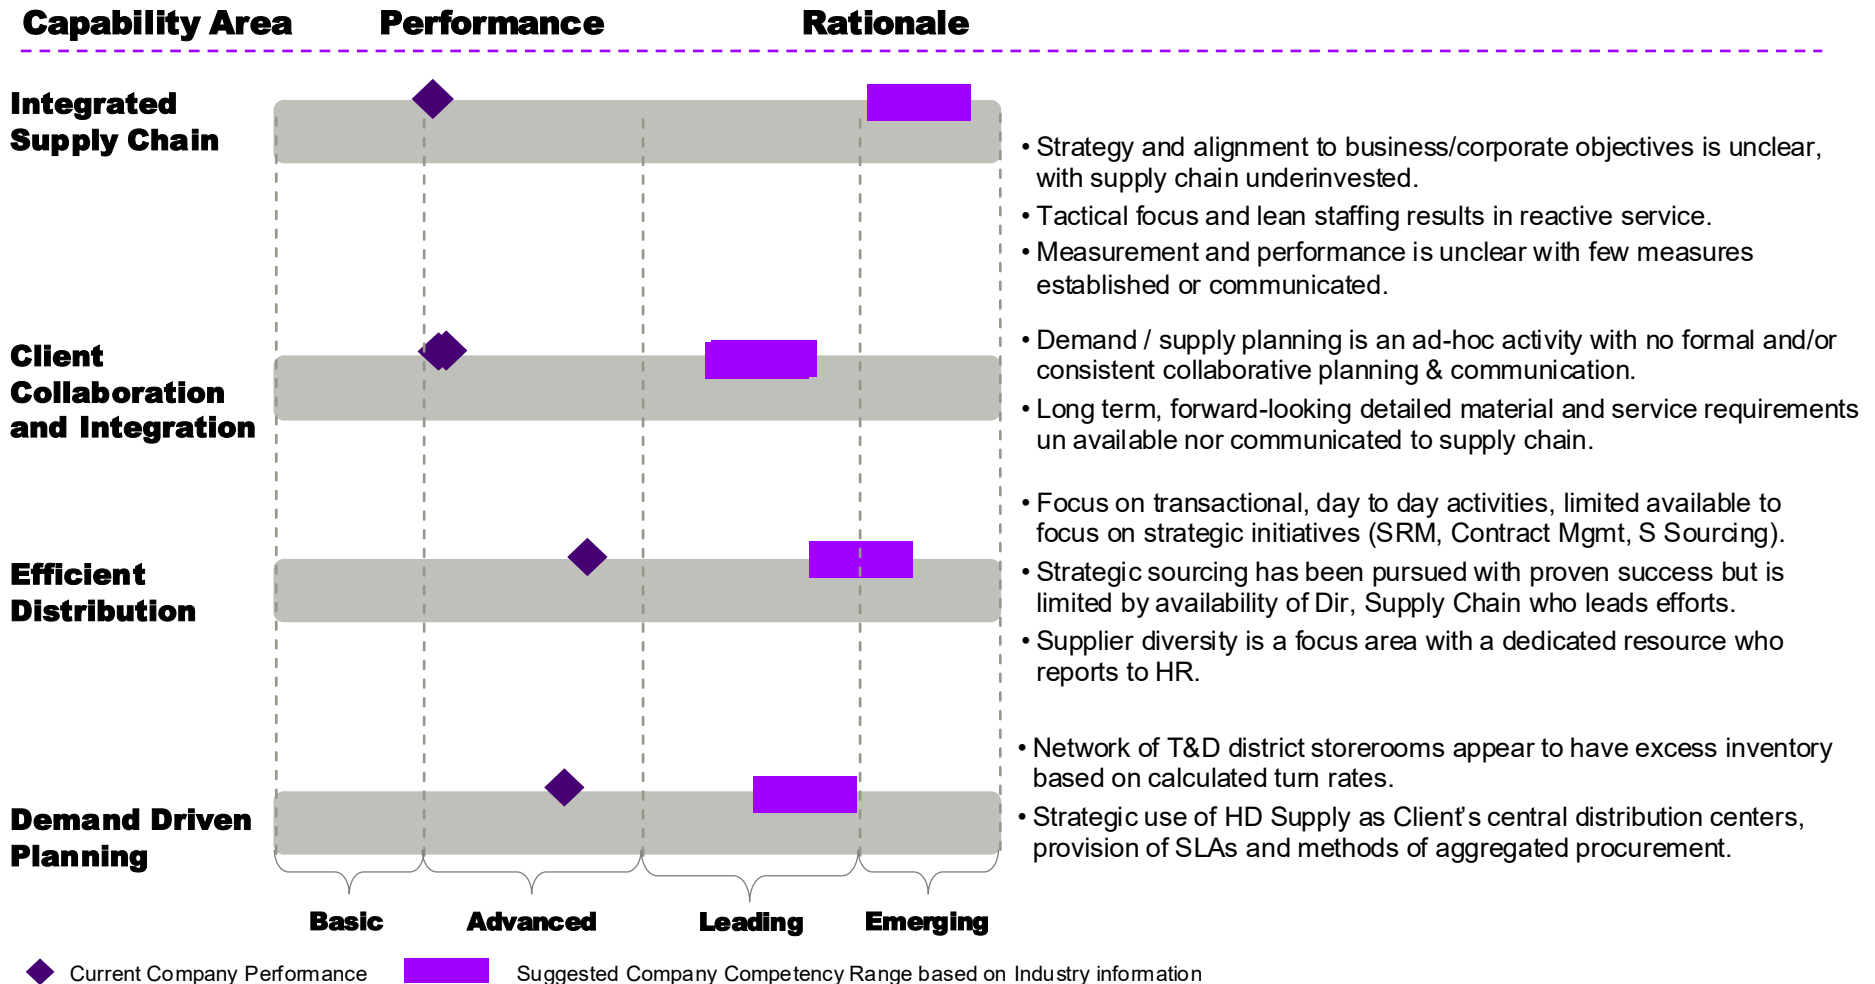 Capability Area
Performance
Rationale
Integrated
Supply Chain
• Strategy and alignment to business/corporate objectives is unclear,
with supply chain underinvested.
• Tactical focus and lean staffing results in reactive service.
• Measurement and performance is unclear with few measures
established or communicated.
Client
Collaboration
and Integration
• Demand / supply planning is an ad-hoc activity with no formal and/or
consistent collaborative planning & communication.
• Long term, forward-looking detailed material and service requirements
un available nor communicated to supply chain.
Efficient
Distribution
• Focus on transactional, day to day activities, limited available to
focus on strategic initiatives (SRM, Contract Mgmt, S Sourcing).
• Strategic sourcing has been pursued with proven success but is
limited by availability of Dir, Supply Chain who leads efforts.
• Supplier diversity is a focus area with a dedicated resource who
reports to HR.
Demand Driven
Planning
• Network of T&D district storerooms appear to have excess inventory
based on calculated turn rates.
• Strategic use of HD Supply as Client's central distribution centers,
provision of SLAs and methods of aggregated procurement.
Basic
Advanced
Leading
Emerging
Current Company Performance
Suggested Company Competency Range based on Industry information